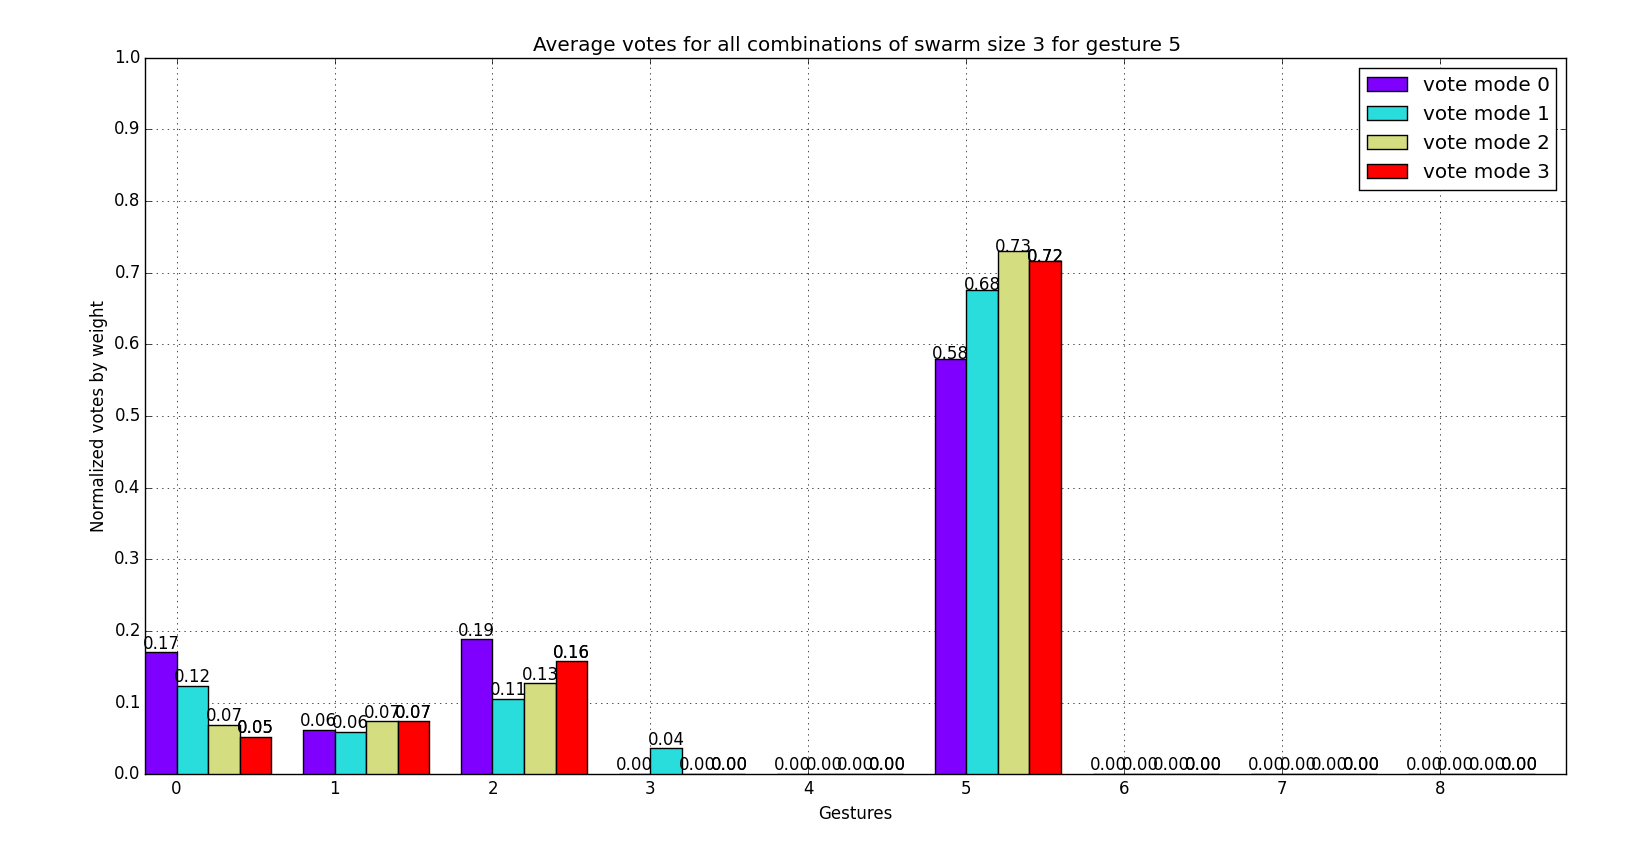 Average votes for all combinations of swarm size 3 for gesture 5
1.0
0.9
0.8
0.7
0.6
0.5
0.4
0.3
0.2
0.1
0.0
Normalized votes by weight
vote mode 0
vote mode 1
vote mode 2
vote mode 3
0.17 0.12 0.07 0.05
0.06 0.06 0.07 0.07
0.19 0.11 0.13 0.16
0.00 0.04 0.00 0.00
0.00 0.00 0.00 0.00
0.58 0.68 0.73 0.72
0.00 0.00 0.00 0.00
0.00 0.00 0.00 0.00
0.00 0.00 0.00 0.00
0 1 2 3 4 5 6 7 8
Gestures